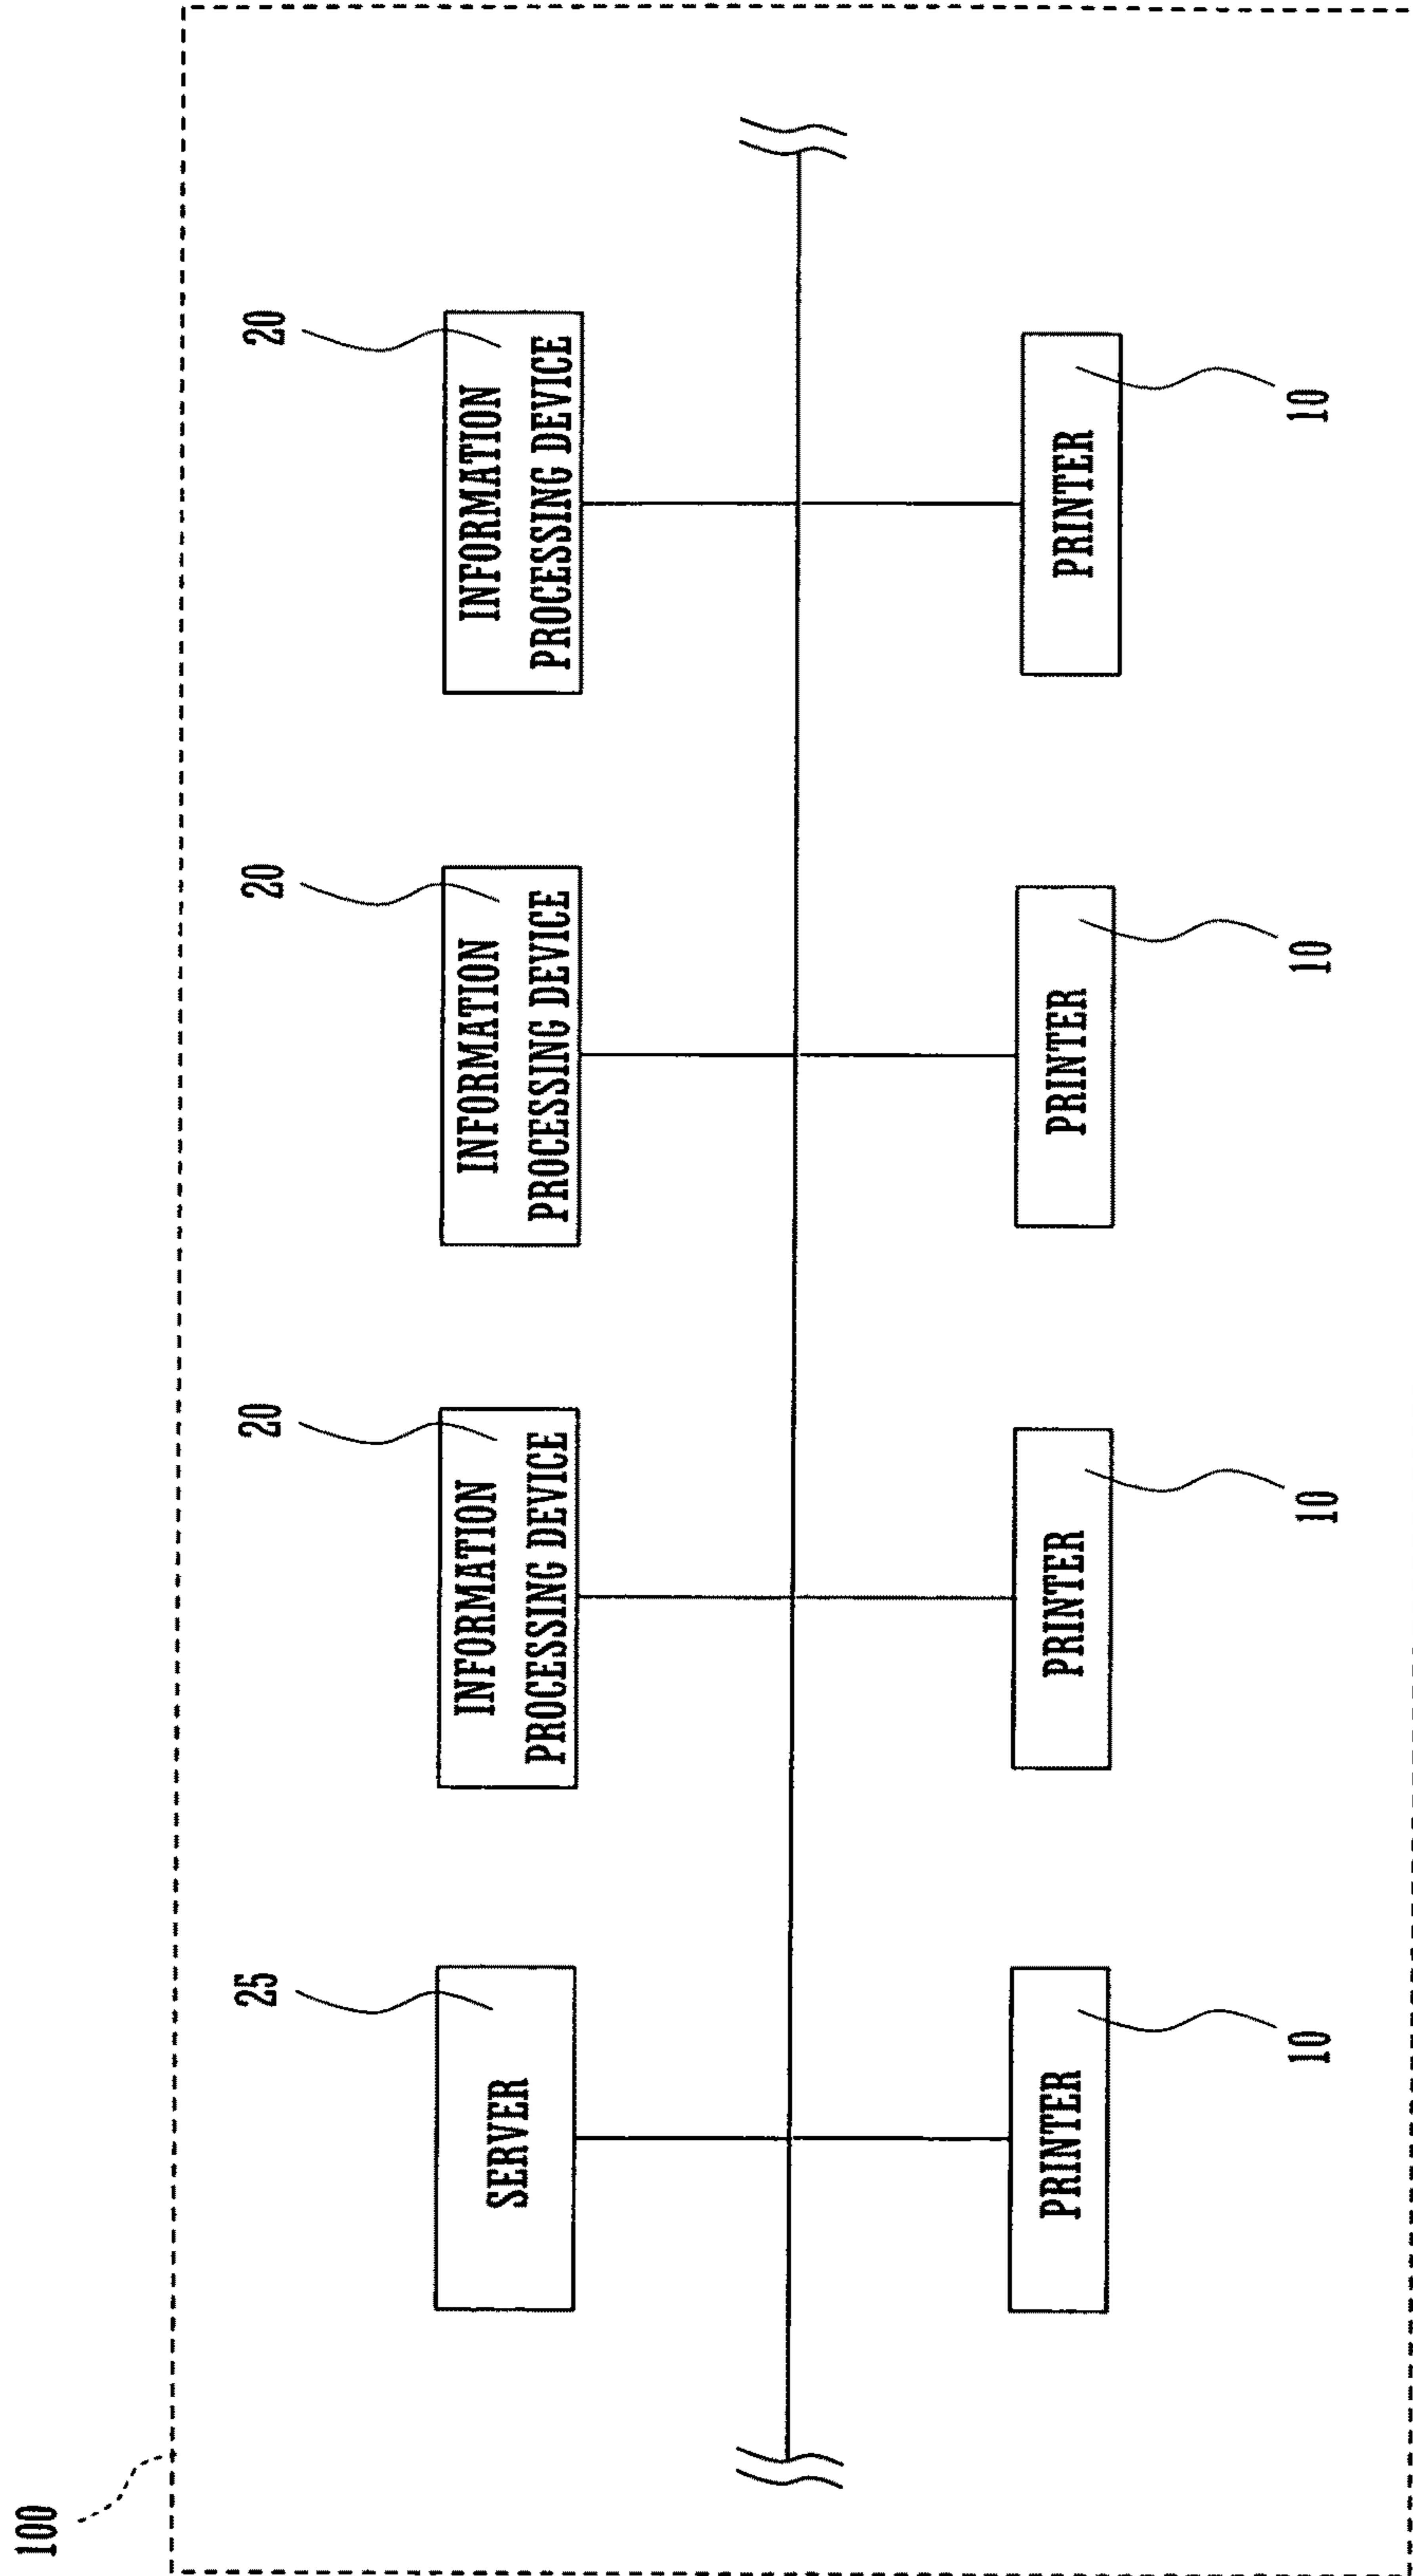 100
25
20
20
20
SERVER
INFORMATION
PROCESSING DEVICE
INFORMATION
PROCESSING DEVICE
INFORMATION
PROCESSING DEVICE
PRINTER
PRINTER
PRINTER
PRINTER
10
10
10
10